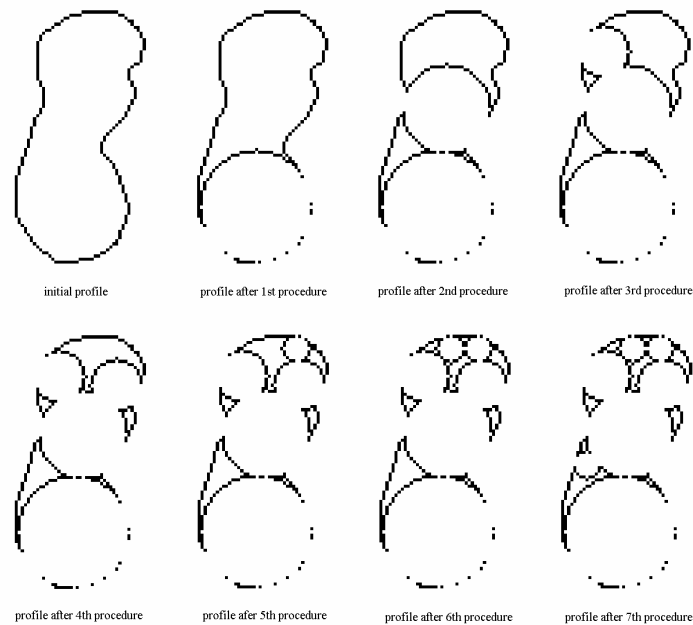 initial profile
profile after 1st procedure
profile after 2nd procedure
profile after 3rd procedure
profile after 4th procedure
profile afer 5th procedure
profile after 6th procedure
profile after 7th procedure